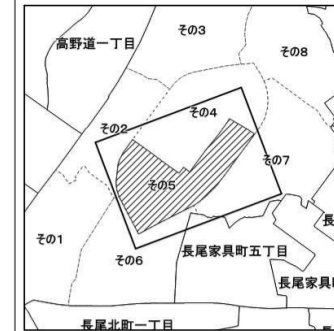 その3
高野道一丁目
その8
その2
その4
その7
その5
その1
その6
長尾家具町五丁目
長
長尾家具町
長尾北町一丁目
長